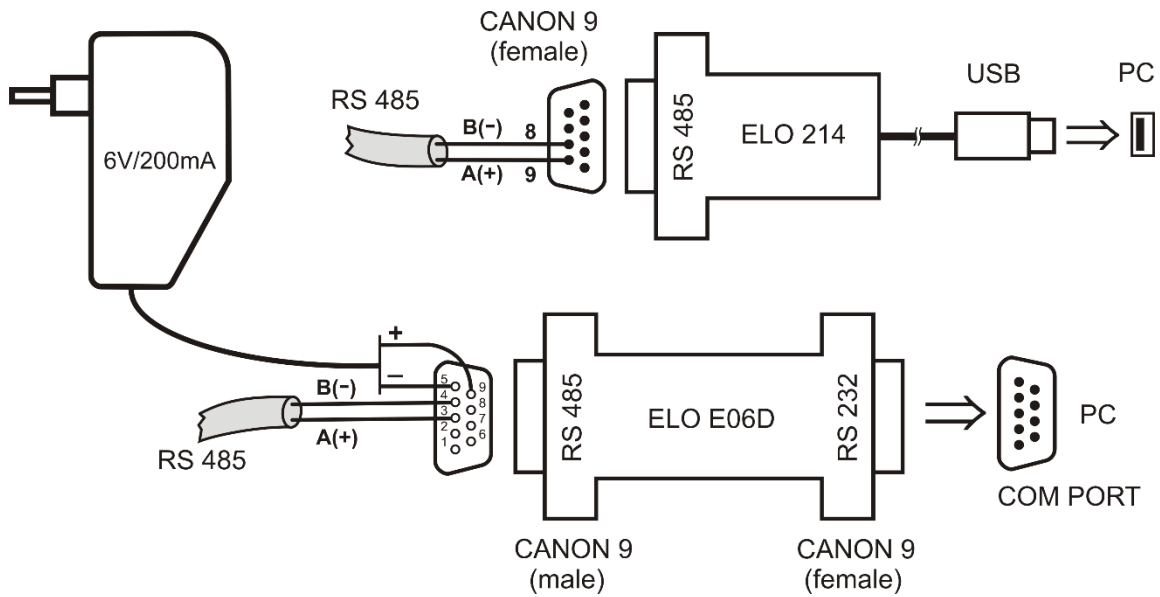 CANON 9
(female)
RS 485
B(-)
8
A(+)
9
RS 485
ELO 214
USB
PC
6V/200mA
+
–
B(-)
A(+)
RS 485
5
4
3
2
1
9
8
7
6
RS 485
ELO E06D
RS 232
PC
COM PORT
CANON 9
(male)
CANON 9
(female)